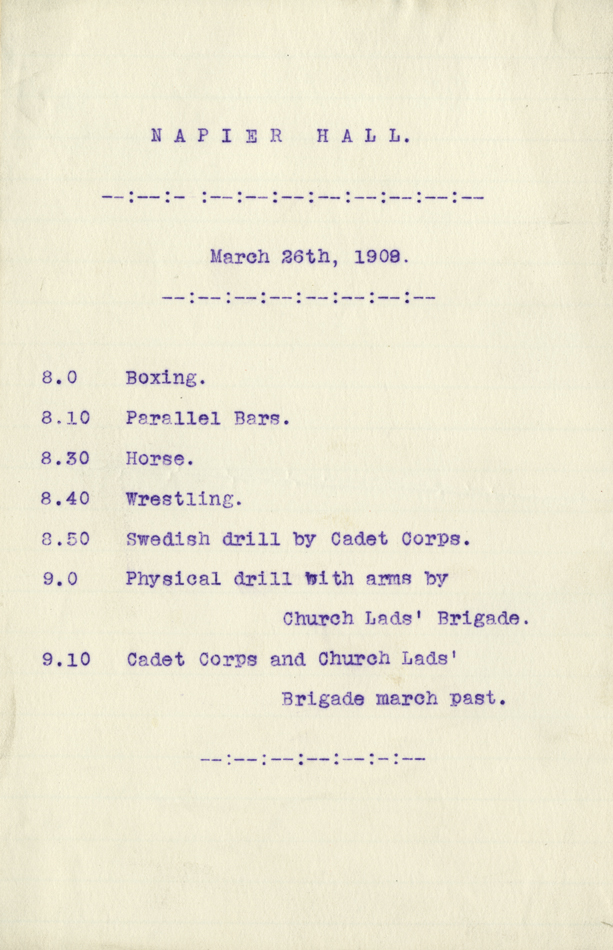 NAPIER HALL.
--:--:- :--:--:--:--:--:--:--:--
March 26th, 1908.
--:--:--:--:--:--:--:--
8.0 Boxing.
8.10 Parallel Bars.
8.30 Horse.
8.40 Wrestling.
8.50 Swedish drill by Cadet Corps.
9.0 Physical drill with arms by
Church Lads' Brigade.
9.10 Cadet Corps and Church Lads'
Brigade march past.
--:--:--:--:--:-:--